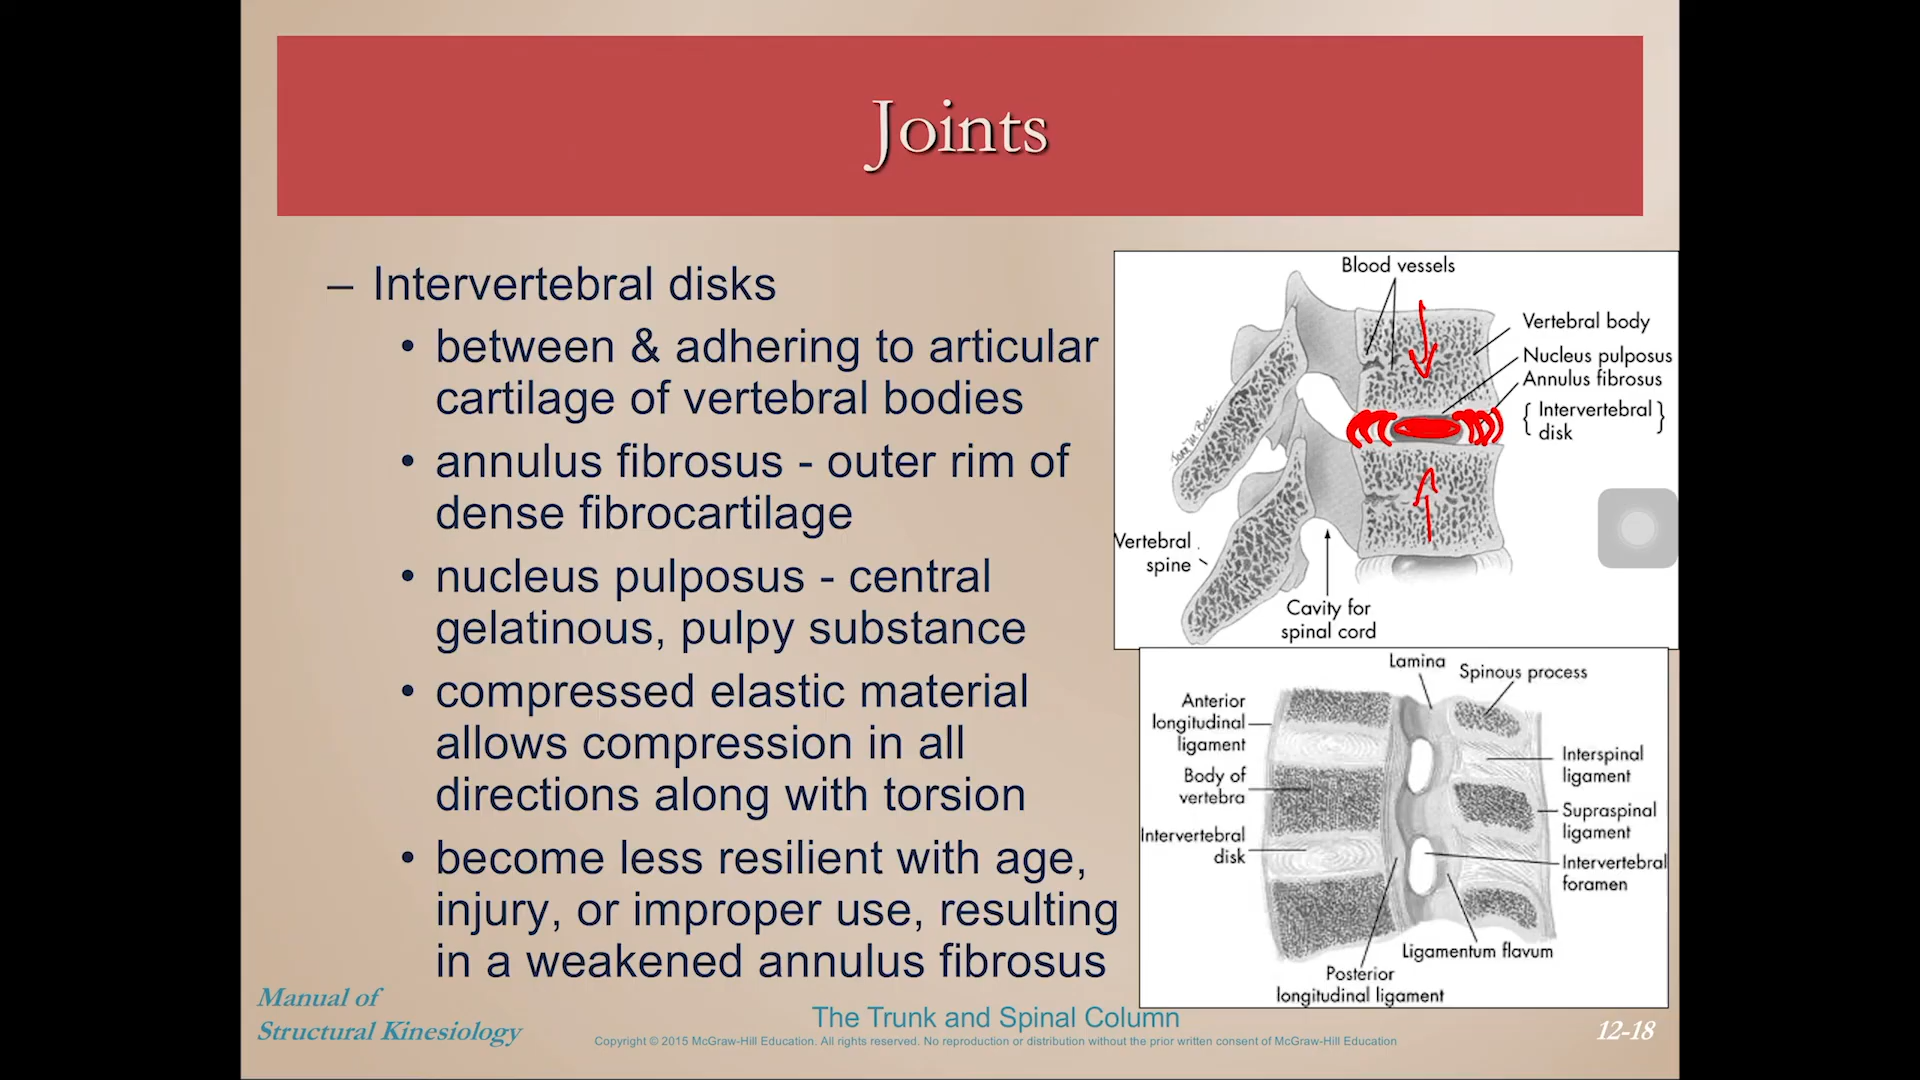 Joints
– Intervertebral disks
• between & adhering to articular
cartilage of vertebral bodies
• annulus fibrosus - outer rim of
dense fibrocartilage
• nucleus pulposus - central
gelatinous, pulpy substance
• compressed elastic material
allows compression in all
directions along with torsion
• become less resilient with age,
injury, or improper use, resulting
in a weakened annulus fibrosus
Blood vessels
Vertebral body
Nucleus pulposus
Annulus fibrosus
{ Intervertebral }
disk
Vertebral
spine
Cavity for
spinal cord
Lamina
Spinous process
Anterior
longitudinal
ligament
Body of
vertebra
Intervertebral
disk
Interspinal
ligament
Supraspinal
ligament
Intervertebral
foramen
Ligamentum flavum
Posterior
longitudinal ligament
Manual of
Structural Kinesiology
The Trunk and Spinal Column
Copyright © 2015 McGraw-Hill Education. All rights reserved. No reproduction or distribution without the prior written consent of McGraw-Hill Education
12-18